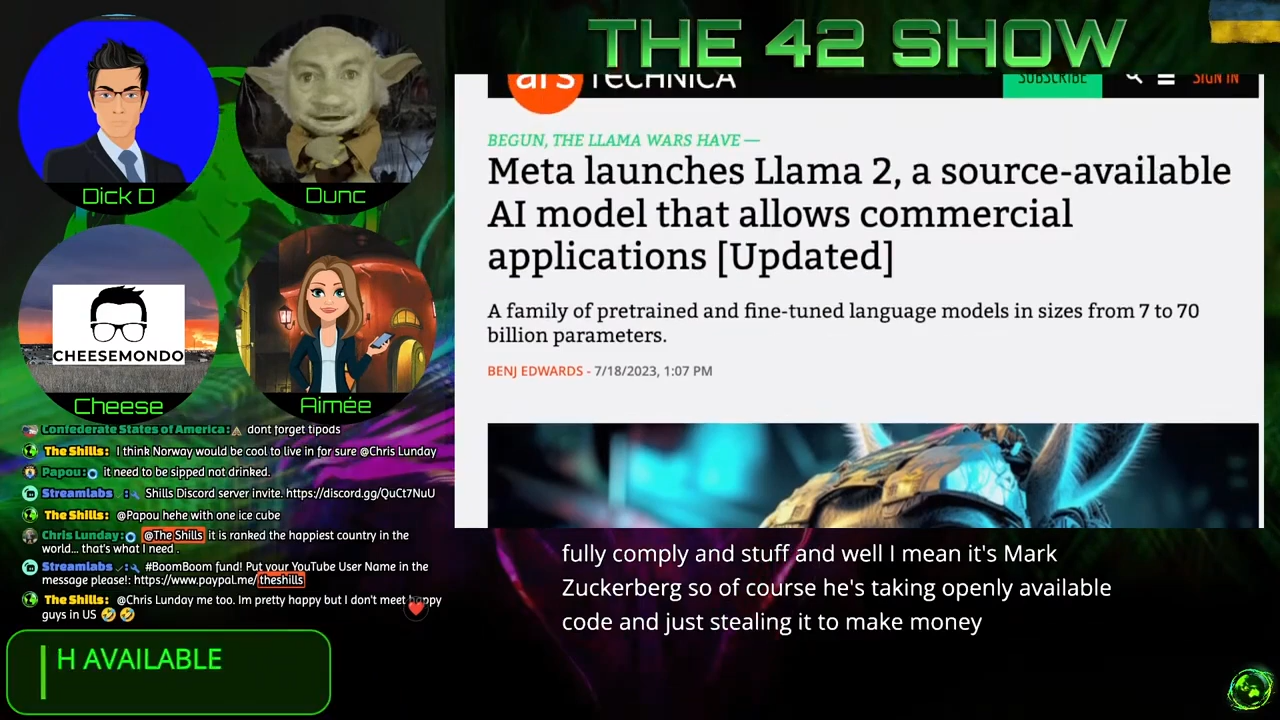 THE 42 SHOW
ars TECHNICA
SUBSCRIBE
SIGN IN
BEGUN, THE LLAMA WARS HAVE —
Meta launches Llama 2, a source-available
AI model that allows commercial
applications [Updated]
A family of pretrained and fine-tuned language models in sizes from 7 to 70
billion parameters.
BENJ EDWARDS - 7/18/2023, 1:07 PM
Dick D
Dunc
CHEESEMONDO
Cheese
Aimée
Confederate States of America: dont forget tipods
The Shills: I think Norway would be cool to live in for sure @Chris Lunday
Papou: it need to be sipped not drinked.
Streamlabs : Shills Discord server invite. https://discord.gg/QuCt7NuU
The Shills: @Papou hehe with one ice cube
Chris Lunday: @The Shills it is ranked the happiest country in the
world... that's what I need .
Streamlabs : #BoomBoom fund! Put your YouTube User Name in the
message please!: https://www.paypal.me/theshills
The Shills: @Chris Lunday me too. Im pretty happy but I don't meet happy
guys in US
H AVAILABLE
fully comply and stuff and well I mean it's Mark
Zuckerberg so of course he's taking openly available
code and just stealing it to make money